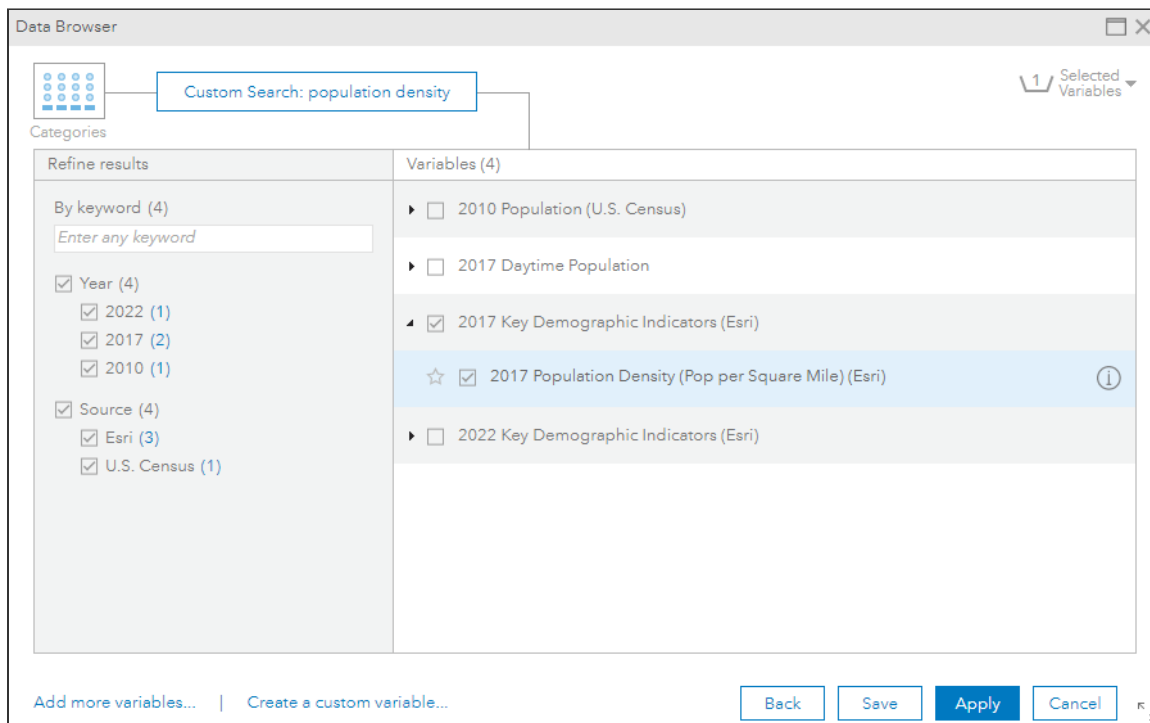 Data Browser
Custom Search: population density
1 Selected
Variables
Categories
Refine results
Variables (4)
By keyword (4)
Enter any keyword
Year (4)
2022 (1)
2017 (2)
2010 (1)
Source (4)
Esri (3)
U.S. Census (1)
2010 Population (U.S. Census)
2017 Daytime Population
2017 Key Demographic Indicators (Esri)
2017 Population Density (Pop per Square Mile) (Esri)
2022 Key Demographic Indicators (Esri)
Add more variables... | Create a custom variable...
Back Save Apply Cancel